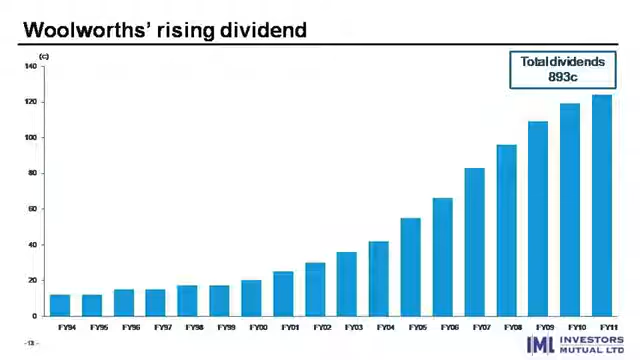 Woolworths' rising dividend
(c)
Total dividends
893c
140
120
100
80
60
40
20
0
FY94 FY95 FY96 FY97 FY98 FY99 FY00 FY01 FY02 FY03 FY04 FY05 FY06 FY07 FY08 FY09 FY10 FY11
- 13 -
IML INVESTORS
MUTUAL LTD